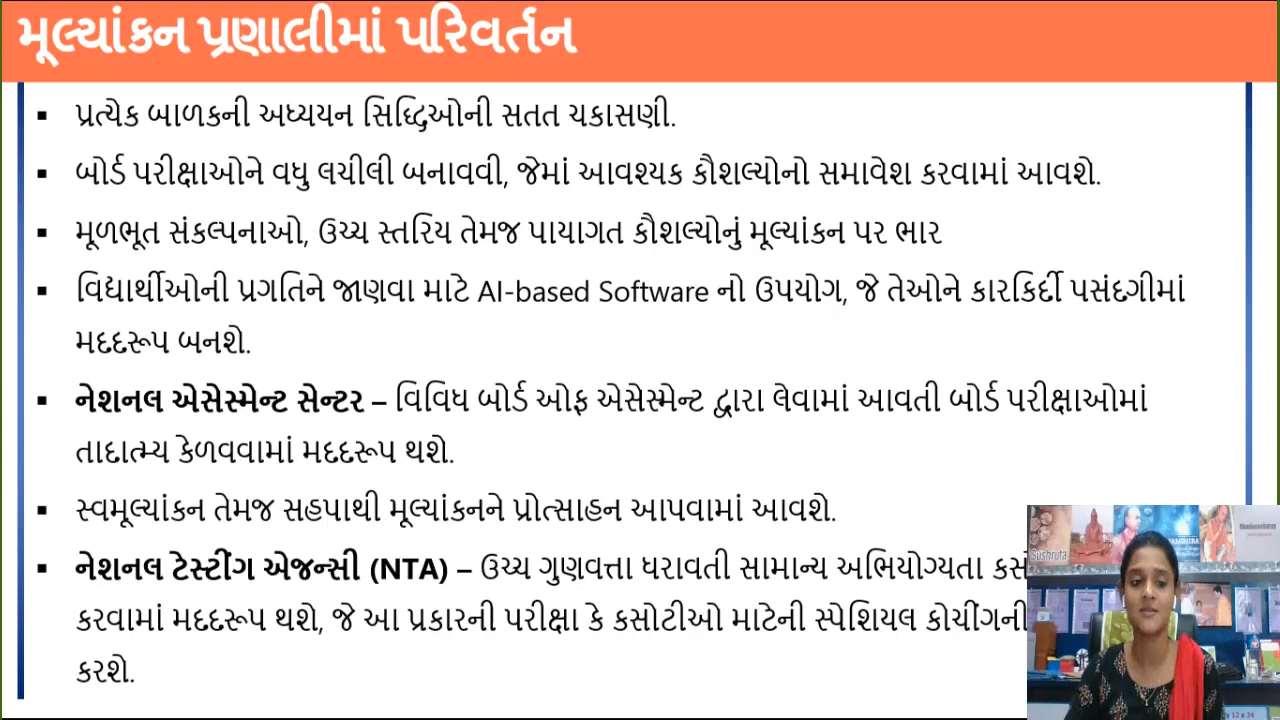 મૂલ્યાંકન પ્રણાલીમાં પરિવર્તન
▪ પ્રત્યેક બાળકની અધ્યયન સિદ્ધિઓની સતત ચકાસણી.
▪ બોર્ડ પરીક્ષાઓને વધુ લચીલી બનાવવી, જેમાં આવશ્યક કૌશલ્યોનો સમાવેશ કરવામાં આવશે.
▪ મૂળભૂત સંકલ્પનાઓ, ઉચ્ચ સ્તરિય તેમજ પાયાગત કૌશલ્યોનું મૂલ્યાંકન પર ભાર
▪ વિદ્યાર્થીઓની પ્રગતિને જાણવા માટે AI-based Software નો ઉપયોગ, જે તેઓને કારકિર્દી પસંદગીમાં
મદદરૂપ બનશે.
▪ નેશનલ એસેસ્મેન્ટ સેન્ટર – વિવિધ બોર્ડ ઓફ એસેસ્મેન્ટ દ્વારા લેવામાં આવતી બોર્ડ પરીક્ષાઓમાં
તાદાત્મ્ય કેળવવામાં મદદરૂપ થશે.
▪ સ્વમૂલ્યાંકન તેમજ સહપાથી મૂલ્યાંકનને પ્રોત્સાહન આપવામાં આવશે.
▪ નેશનલ ટેસ્ટીંગ એજન્સી (NTA) – ઉચ્ચ ગુણવત્તા ધરાવતી સામાન્ય અભિયોગ્યતા
કરવામાં મદદરૂપ થશે, જે આ પ્રકારની પરીક્ષા કે કસોટીઓ માટેની સ્પેશિયલ કોચીંગની
કરશે.
Sushruta